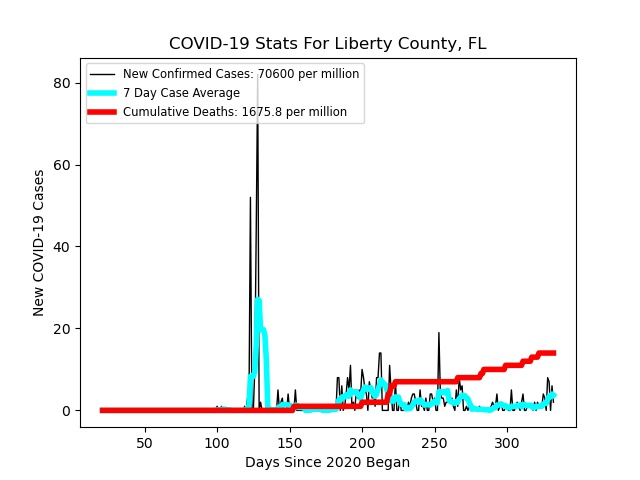 COVID-19 Stats For Liberty County, FL
New Confirmed Cases: 70600 per million
7 Day Case Average
Cumulative Deaths: 1675.8 per million
New COVID-19 Cases
80
60
40
20
0
50 100 150 200 250 300
Days Since 2020 Began